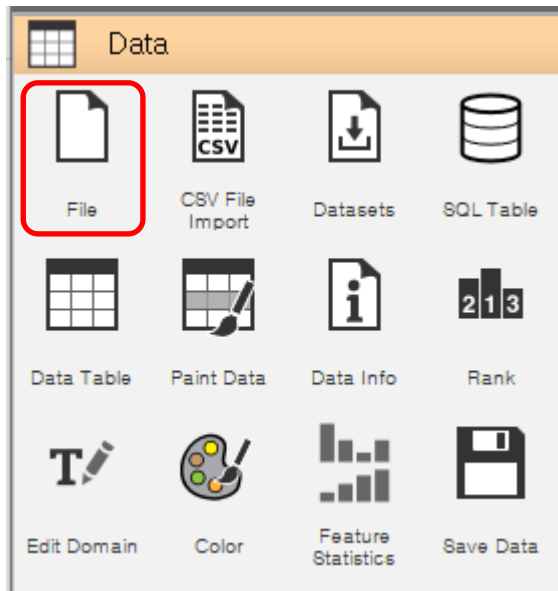 Data
CSV
File
CSV File
Import
Datasets
SQL Table
2 1 3
Data Table
Paint Data
Data Info
Rank
T
Edit Domain
Color
Feature
Statistics
Save Data